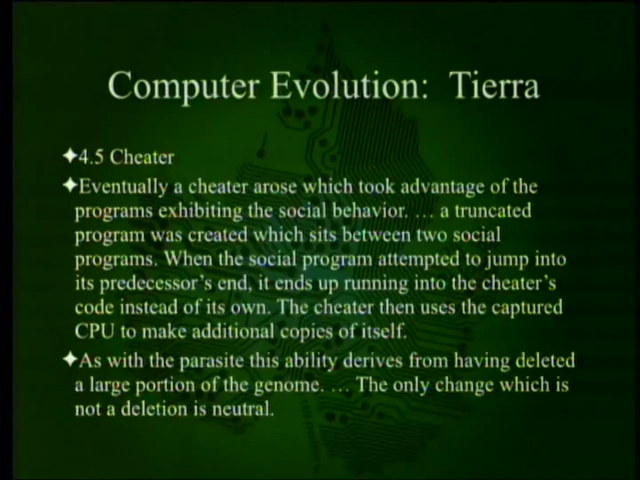 Computer Evolution: Tierra
✦4.5 Cheater
✦Eventually a cheater arose which took advantage of the
programs exhibiting the social behavior. … a truncated
program was created which sits between two social
programs. When the social program attempted to jump into
its predecessor's end, it ends up running into the cheater's
code instead of its own. The cheater then uses the captured
CPU to make additional copies of itself.
✦As with the parasite this ability derives from having deleted
a large portion of the genome. … The only change which is
not a deletion is neutral.